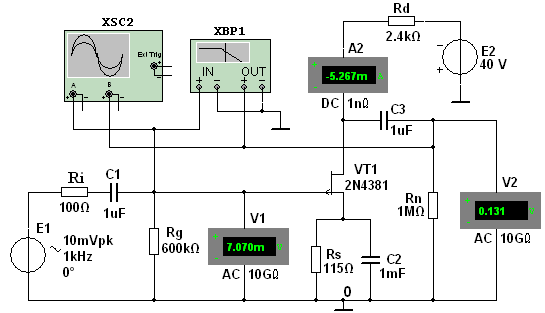 XSC2
XBP1
Ext Trig
A
B
IN
OUT
Rd
2.4kΩ
E2
40 V
A2
-5.267m
DC 1nΩ
C3
1uF
VT1
2N4381
Ri
100Ω
C1
1uF
E1
10mVpk
1kHz
0°
Rg
600kΩ
V1
7.070m
AC 10GΩ
Rs
115Ω
C2
1mF
Rn
1MΩ
V2
0.131
AC 10GΩ
0